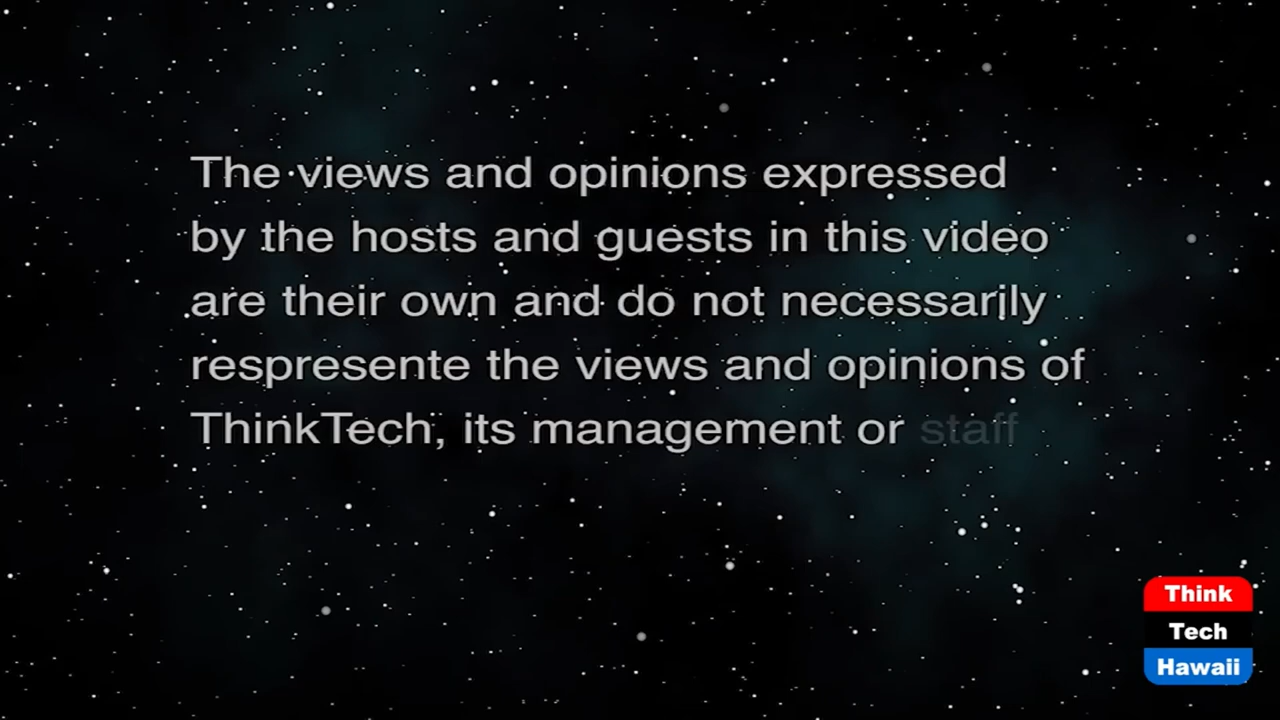 The views and opinions expressed
by the hosts and guests in this video
are their own and do not necessarily
respresente the views and opinions of
ThinkTech, its management or staff
Think
Tech
Hawaii